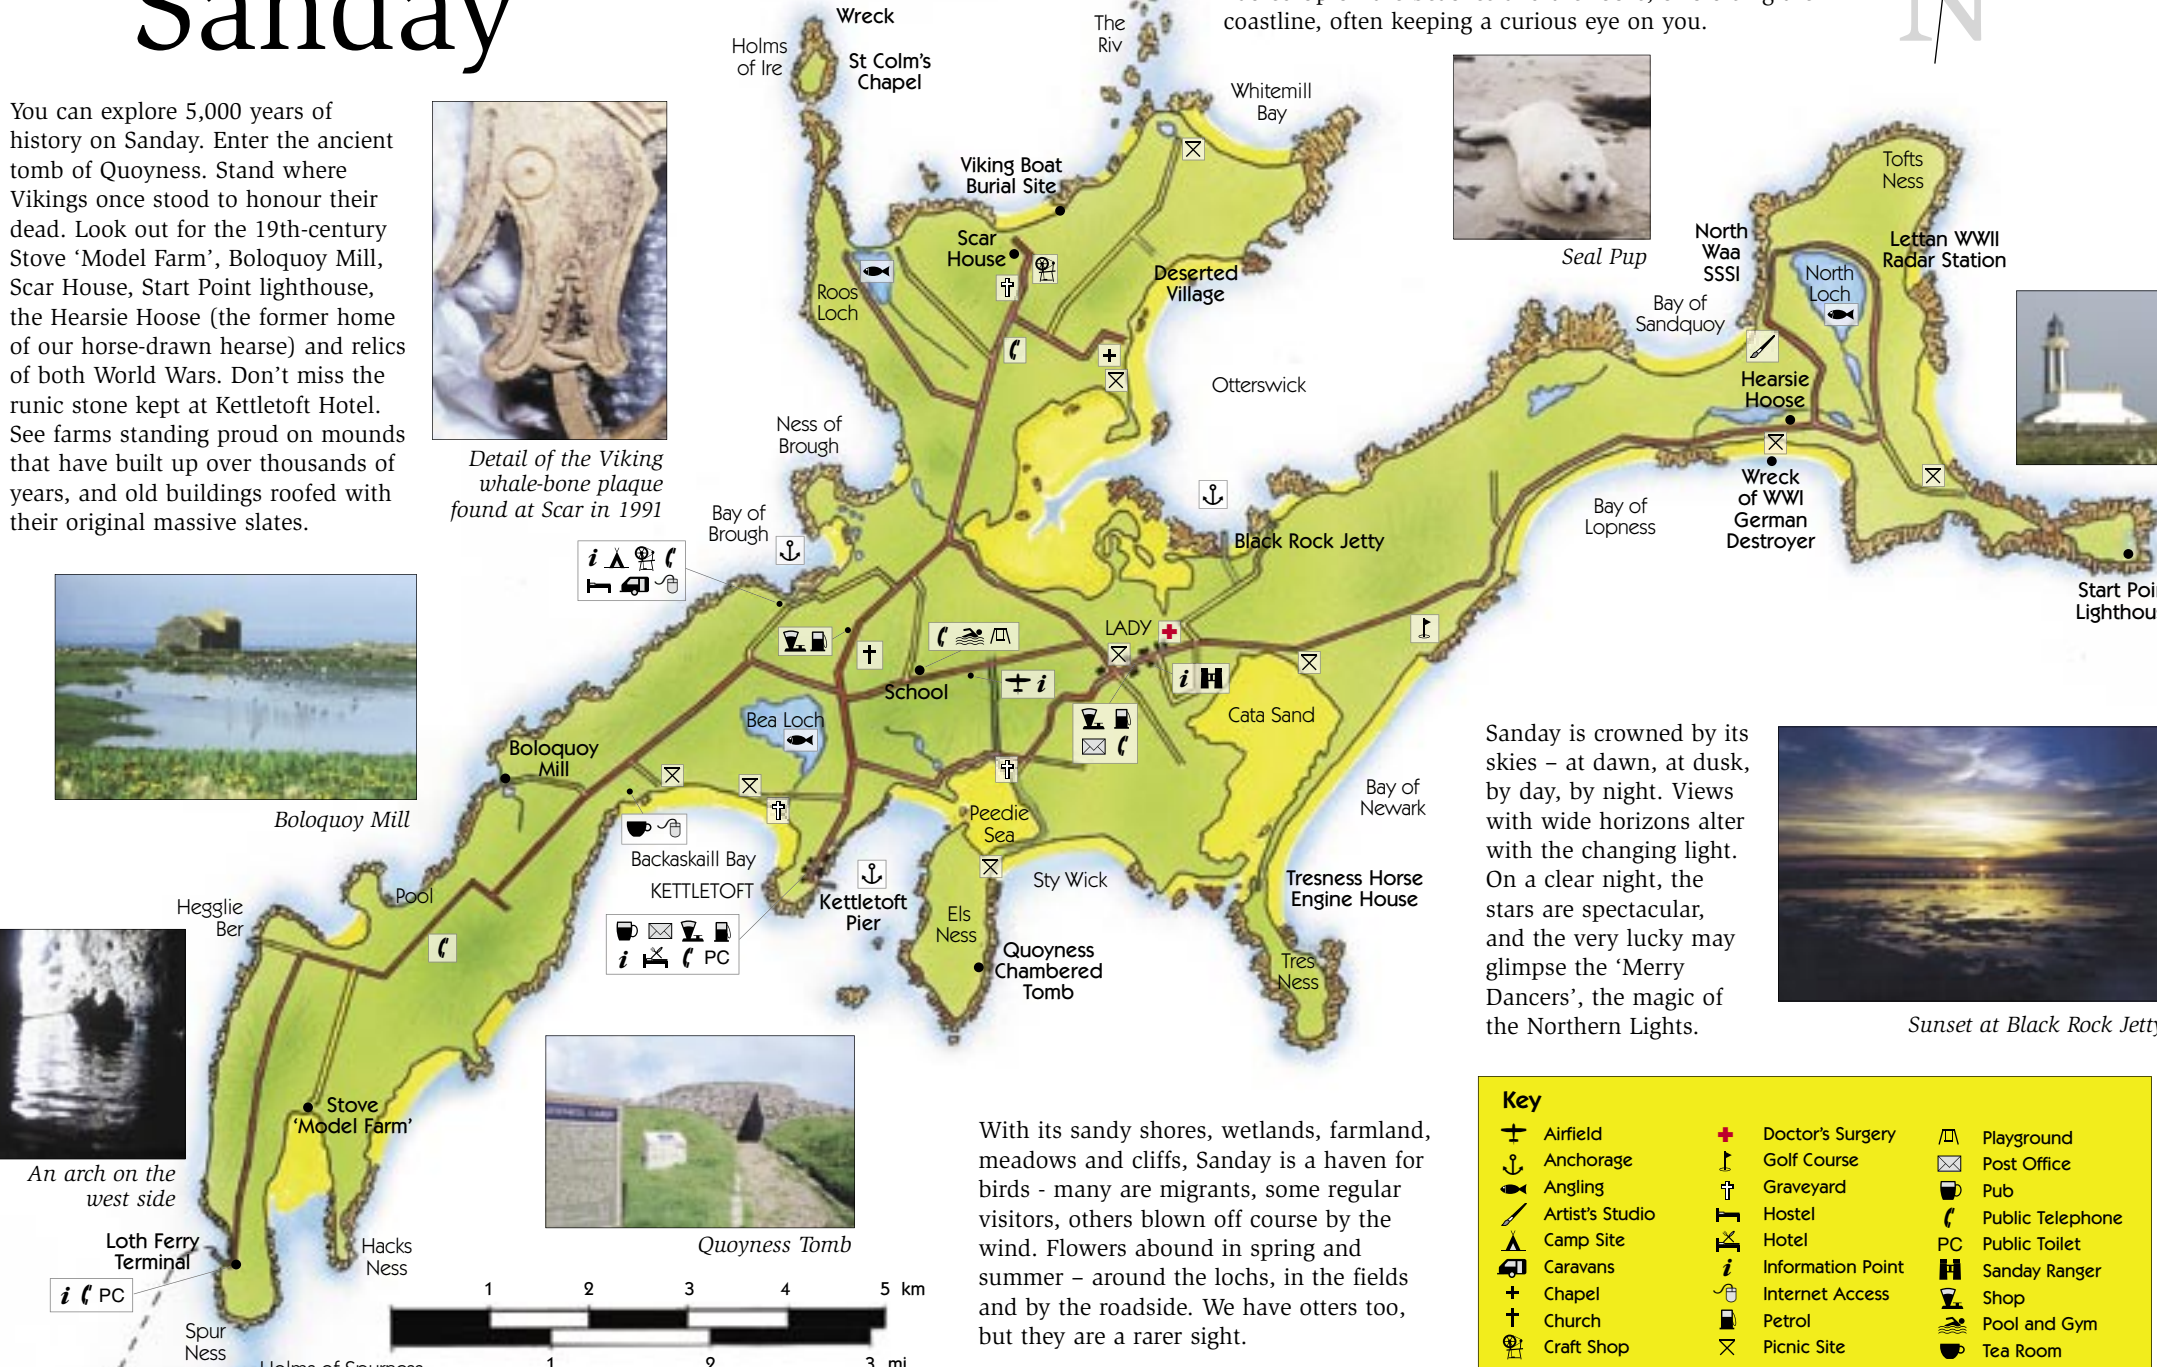 Sanday
coastline, often keeping a curious eye on you.
N
You can explore 5,000 years of
history on Sanday. Enter the ancient
tomb of Quoyness. Stand where
Vikings once stood to honour their
dead. Look out for the 19th-century
Stove ‘Model Farm’, Boloquoy Mill,
Scar House, Start Point lighthouse,
the Hearsie Hoose (the former home
of our horse-drawn hearse) and relics
of both World Wars. Don’t miss the
runic stone kept at Kettletoft Hotel.
See farms standing proud on mounds
that have built up over thousands of
years, and old buildings roofed with
their original massive slates.
Detail of the Viking
whale-bone plaque
found at Scar in 1991
Boloquoy Mill
An arch on the
west side
Quoyness Tomb
Seal Pup
Wreck
Holms
of Ire
St Colm’s
Chapel
The
Riv
Whitemill
Bay
Viking Boat
Burial Site
Scar
House
Roos
Loch
Deserted
Village
Otterswick
Ness of
Brough
Bay of
Brough
Black Rock Jetty
North
Waa
SSSI
Tofts
Ness
Lettan WWII
Radar Station
North
Loch
Bay of
Sandquoy
Hearsie
Hoose
Wreck
of WWI
German
Destroyer
Bay of
Lopness
Start Poi
Lighthou
i
LADY
School
i
i
Bea Loch
Cata Sand
Boloquoy
Mill
Backaskaill Bay
KETTLETOFT
i PC
Kettletoft
Pier
Peedie
Sea
Sty Wick
Els
Ness
Quoyness
Chambered
Tomb
Bay of
Newark
Tresness Horse
Engine House
Tres
Ness
Pool
Hegglie
Ber
Stove
‘Model Farm’
Loth Ferry
Terminal
i PC
Hacks
Ness
Spur
Ness
Holms of Spurness
1 2 3 4 5 km
1 2 3 mi
Sanday is crowned by its
skies – at dawn, at dusk,
by day, by night. Views
with wide horizons alter
with the changing light.
On a clear night, the
stars are spectacular,
and the very lucky may
glimpse the ‘Merry
Dancers’, the magic of
the Northern Lights.
Sunset at Black Rock Jetty
With its sandy shores, wetlands, farmland,
meadows and cliffs, Sanday is a haven for
birds - many are migrants, some regular
visitors, others blown off course by the
wind. Flowers abound in spring and
summer – around the lochs, in the fields
and by the roadside. We have otters too,
but they are a rarer sight.
Key
Airfield
Anchorage
Angling
Artist’s Studio
Camp Site
Caravans
Chapel
Church
Craft Shop
Doctor’s Surgery
Golf Course
Graveyard
Hostel
Hotel
i Information Point
Internet Access
Petrol
Picnic Site
Playground
Post Office
Pub
Public Telephone
PC Public Toilet
Sanday Ranger
Shop
Pool and Gym
Tea Room